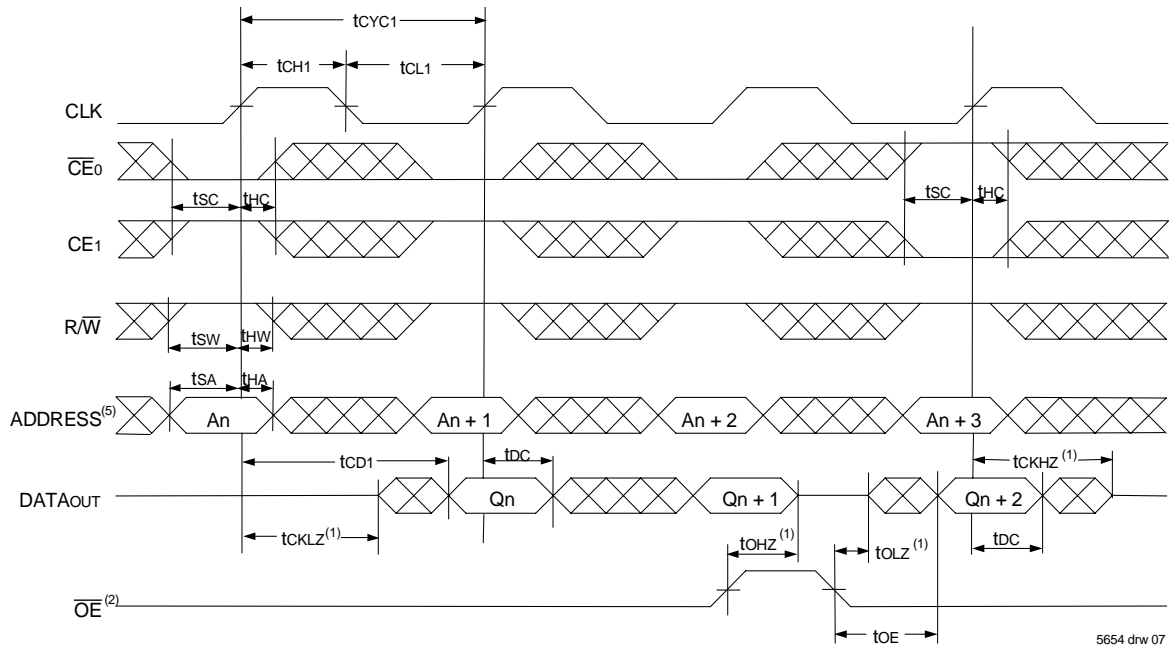 tCYC1
tCH1
tCL1
CLK
CE0
tSC
tHC
tSC
tHC
CE1
R/W
tSW
tHW
tSA
tHA
ADDRESS(5)
An
An + 1
An + 2
An + 3
tCD1
tDC
tCKHZ(1)
DATAOUT
Qn
Qn + 1
Qn + 2
tCKLZ(1)
tOHZ(1)
tOLZ(1)
tDC
OE(2)
tOE
5654 drw 07